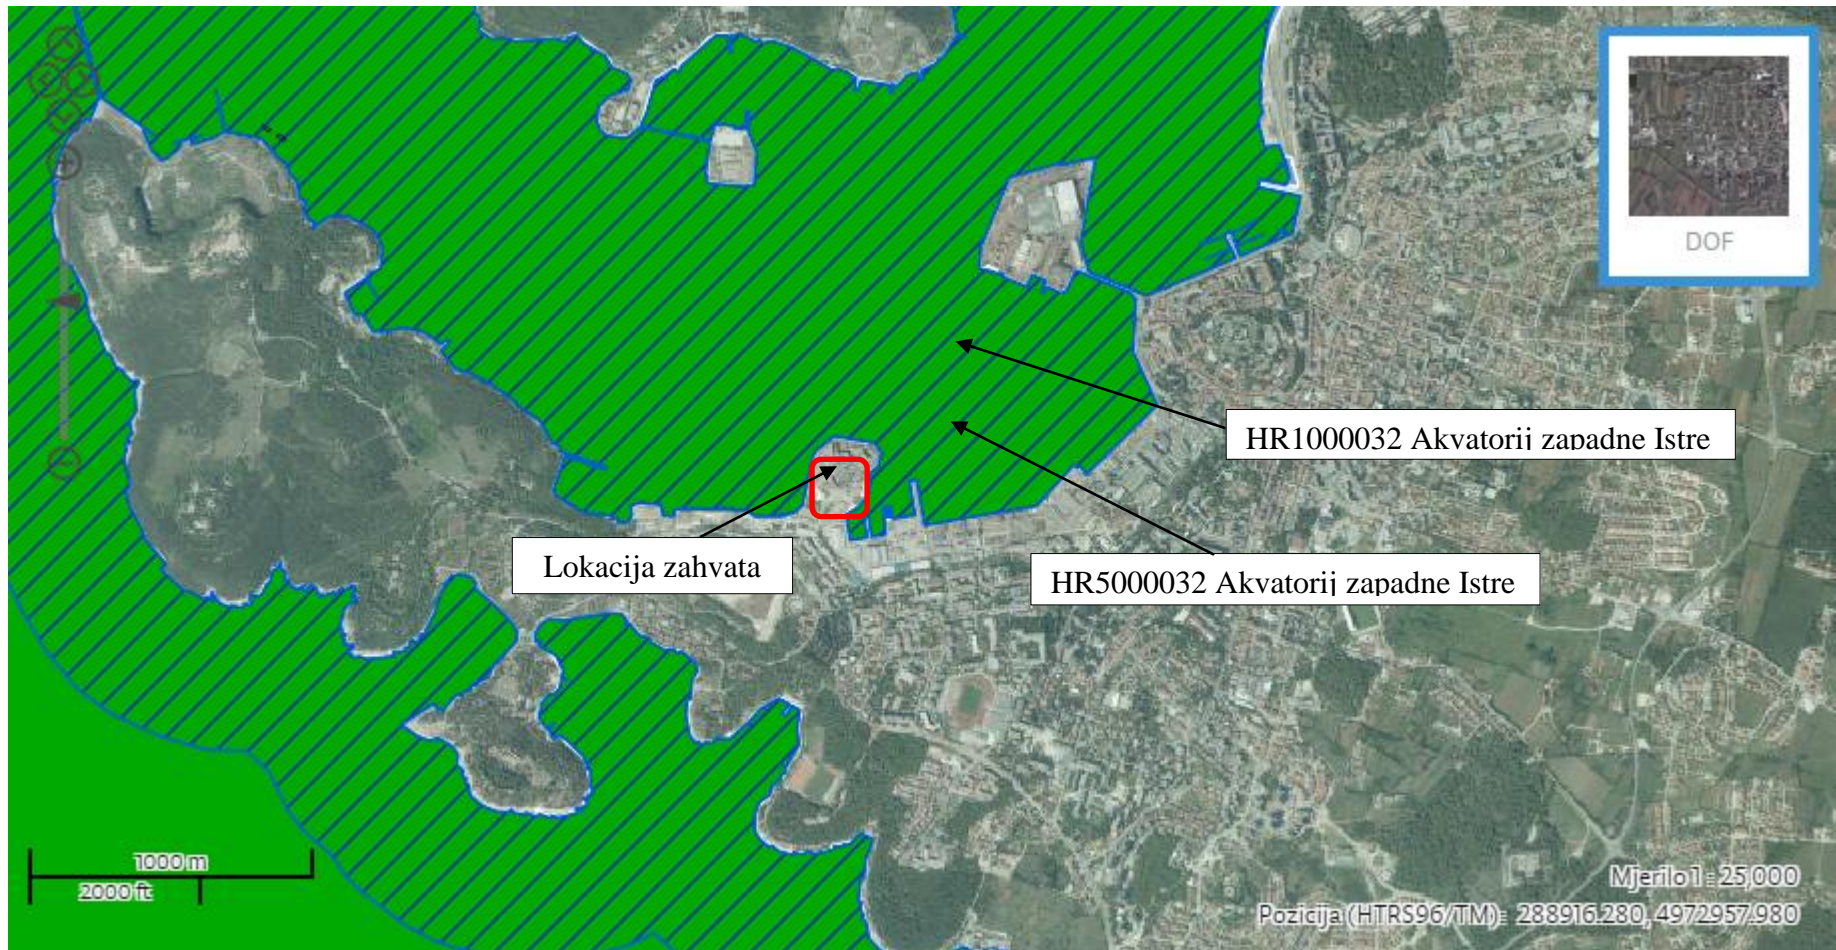 DOF
HR1000032 Akvatorij zapadne Istre
Lokacija zahvata
HR5000032 Akvatorij zapadne Istre
1000 m
2000 ft
Mjerilo 1 : 25,000
Pozicija (HTRS96/TM): 288916.280, 4972957.980